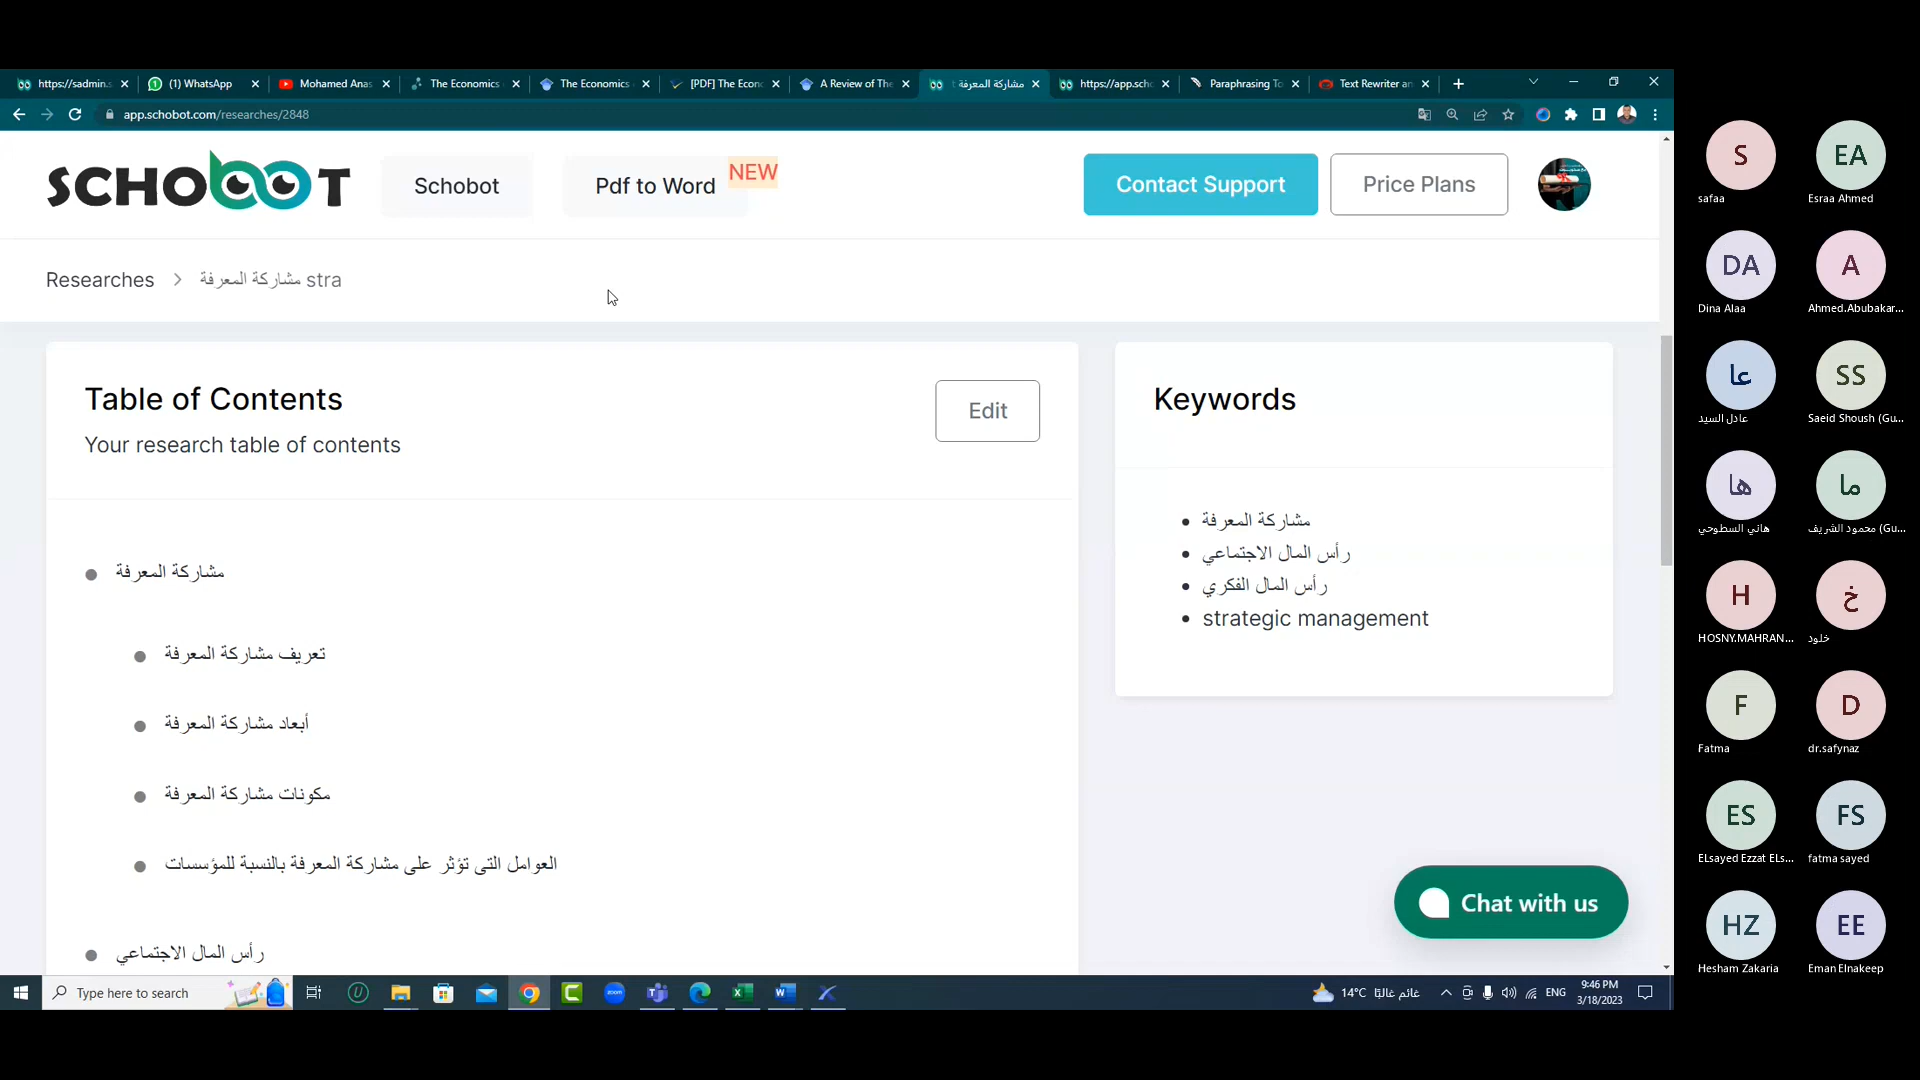 https://sadmin.s
(1) WhatsApp
Mohamed Anas
The Economics
The Economics
[PDF] The Econo
A Review of The
مشاركة المعرفة
https://app.scho
Paraphrasing To
Text Rewriter an
app.schobot.com/researches/2848
SCHOBOT
Schobot
Pdf to Word
NEW
Contact Support
Price Plans
Researches > مشاركة المعرفة stra
Table of Contents
Edit
Your research table of contents
مشاركة المعرفة
تعريف مشاركة المعرفة
أبعاد مشاركة المعرفة
مكونات مشاركة المعرفة
العوامل التى تؤثر على مشاركة المعرفة بالنسبة للمؤسسات
رأس المال الاجتماعي
Keywords
مشاركة المعرفة
رأس المال الاجتماعي
رأس المال الفكري
strategic management
Chat with us
Type here to search
zoom
14°C غائم غالبًا
ENG
9:46 PM
3/18/2023
S
safaa
EA
Esraa Ahmed
DA
Dina Alaa
A
Ahmed.Abubakar...
عا
عادل السيد
SS
Saeid Shoush (Gu...
ها
هاني السطوحي
ما
محمود الشريف (Gu...
H
HOSNY.MAHRAN...
خ
خلود
F
Fatma
D
dr.safynaz
ES
ELsayed Ezzat ELs...
FS
fatma sayed
HZ
Hesham Zakaria
EE
Eman Elnakeep